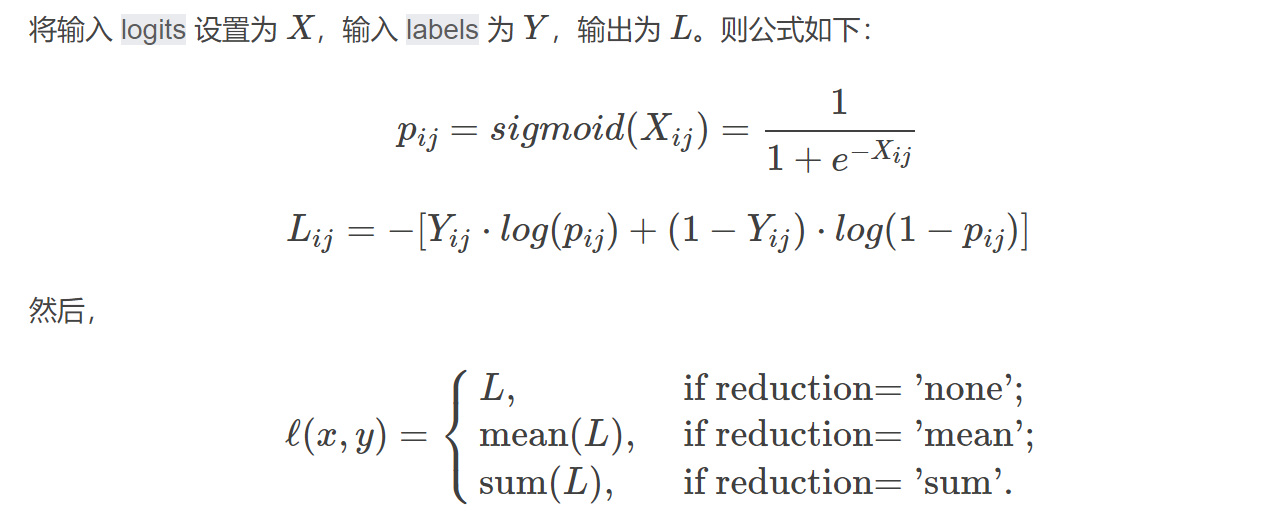 将输入 logits 设置为 X，输入 labels 为 Y，输出为 L。则公式如下：
p_{ij} = sigmoid(X_{ij}) = \frac{1}{1 + e^{-X_{ij}}}
L_{ij} = -[Y_{ij} \cdot log(p_{ij}) + (1 - Y_{ij}) \cdot log(1 - p_{ij})]
然后，
\ell(x, y) = \begin{cases} L, & \text{if reduction= 'none';} \\
\text{mean}(L), & \text{if reduction= 'mean';} \\
\text{sum}(L), & \text{if reduction= 'sum'.} \end{cases}